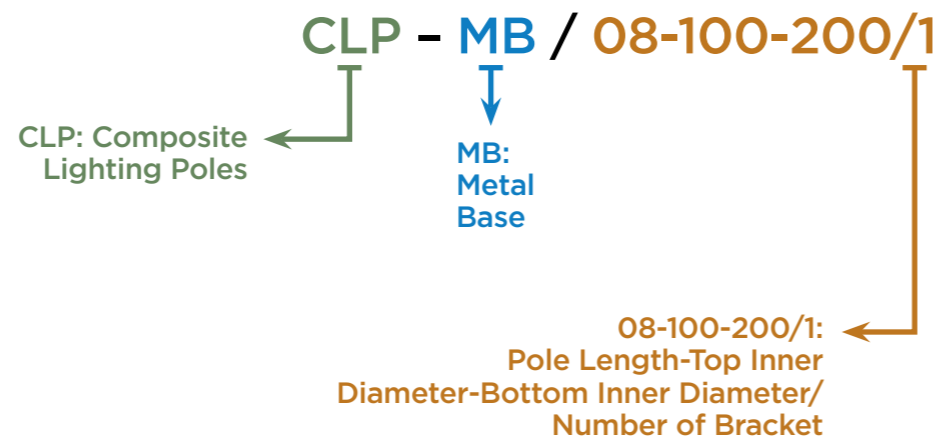 CLP – MB / 08-100-200/1
CLP: Composite
Lighting Poles
MB:
Metal
Base
08-100-200/1:
Pole Length-Top Inner
Diameter-Bottom Inner Diameter/
Number of Bracket